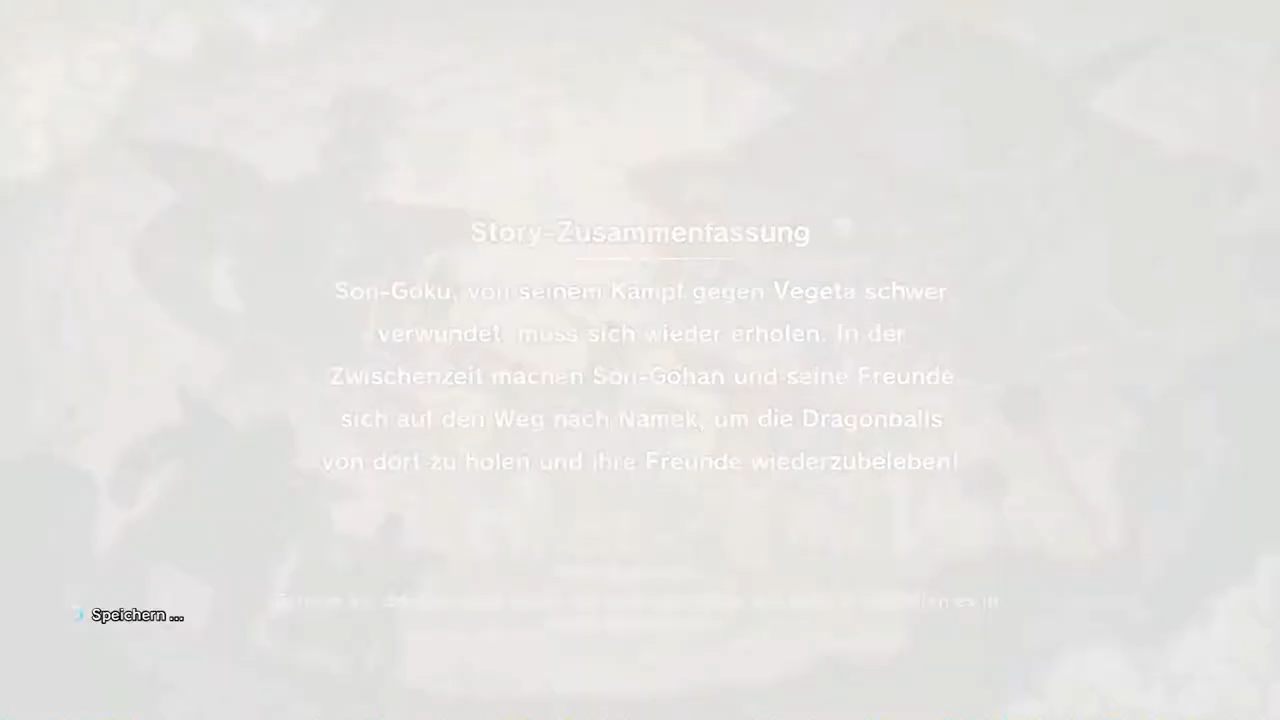 Story-Zusammenfassung
Son-Goku, von seinem Kampf gegen Vegeta schwer
verwundet, muss sich wieder erholen. In der
Zwischenzeit machen Son-Gohan und seine Freunde
sich auf den Weg nach Namek, um die Dragonballs
von dort zu holen und ihre Freunde wiederzubeleben!
Speichern ...